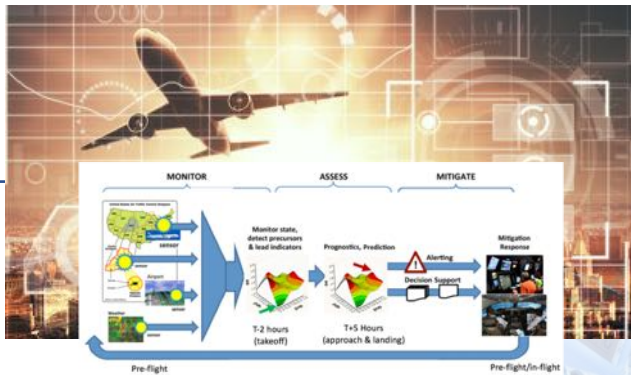 MONITOR
ASSESS
MITIGATE
sensor
sensor
Airport
sensor
Weather
sensor
Monitor state,
detect precursors
& lead indicators
Prognostics, Prediction
Mitigation
Response
Alerting
Decision Support
T-2 hours
(takeoff)
T+5 Hours
(approach & landing)
Pre-flight
Pre-flight/in-flight